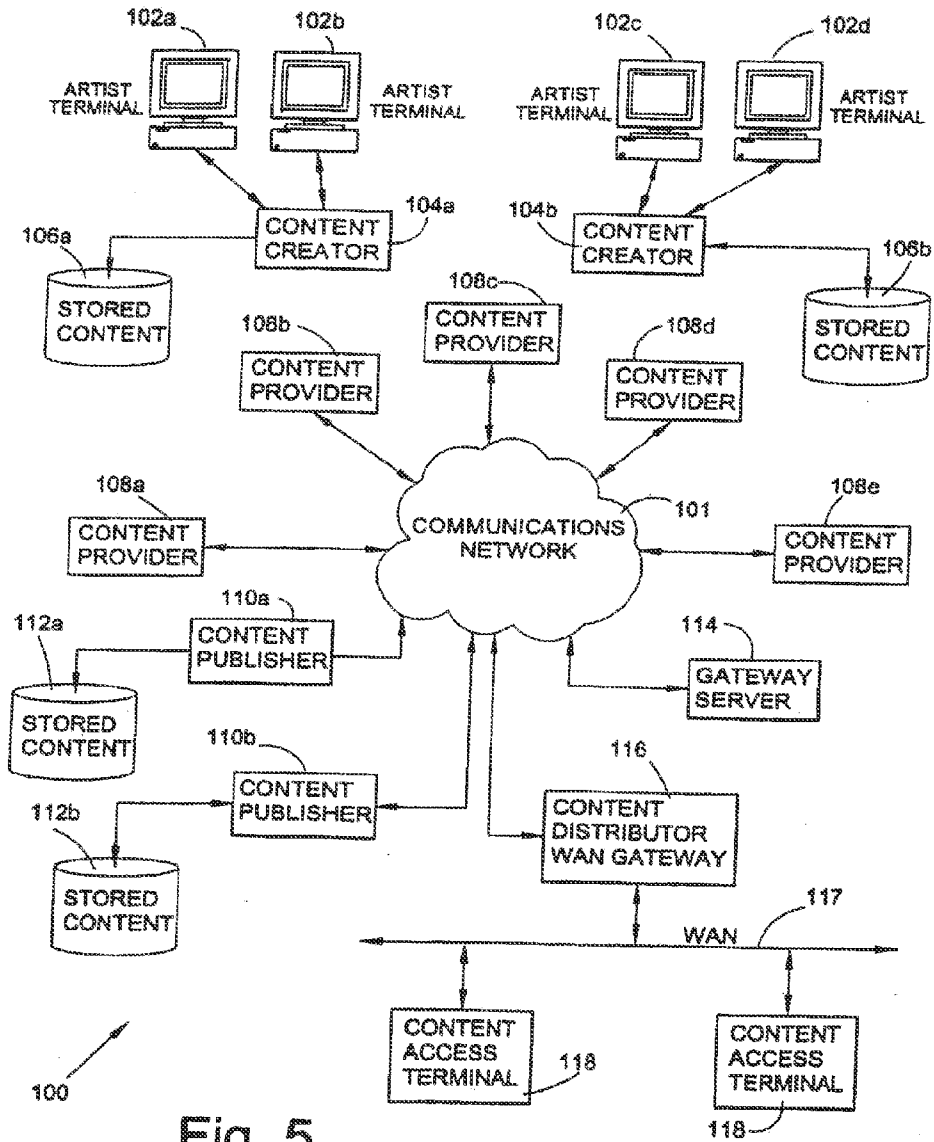 102a
102b
102c
102d
ARTIST
TERMINAL
ARTIST
TERMINAL
ARTIST
TERMINAL
ARTIST
TERMINAL
104a
CONTENT
CREATOR
104b
CONTENT
CREATOR
106a
STORED
CONTENT
106b
STORED
CONTENT
108c
CONTENT
PROVIDER
108b
CONTENT
PROVIDER
108d
CONTENT
PROVIDER
108a
CONTENT
PROVIDER
COMMUNICATIONS
NETWORK
101
108e
CONTENT
PROVIDER
110a
CONTENT
PUBLISHER
112a
STORED
CONTENT
114
GATEWAY
SERVER
110b
CONTENT
PUBLISHER
112b
STORED
CONTENT
116
CONTENT
DISTRIBUTOR
WAN GATEWAY
WAN
117
CONTENT
ACCESS
TERMINAL
118
CONTENT
ACCESS
TERMINAL
118
100
Fig. 5